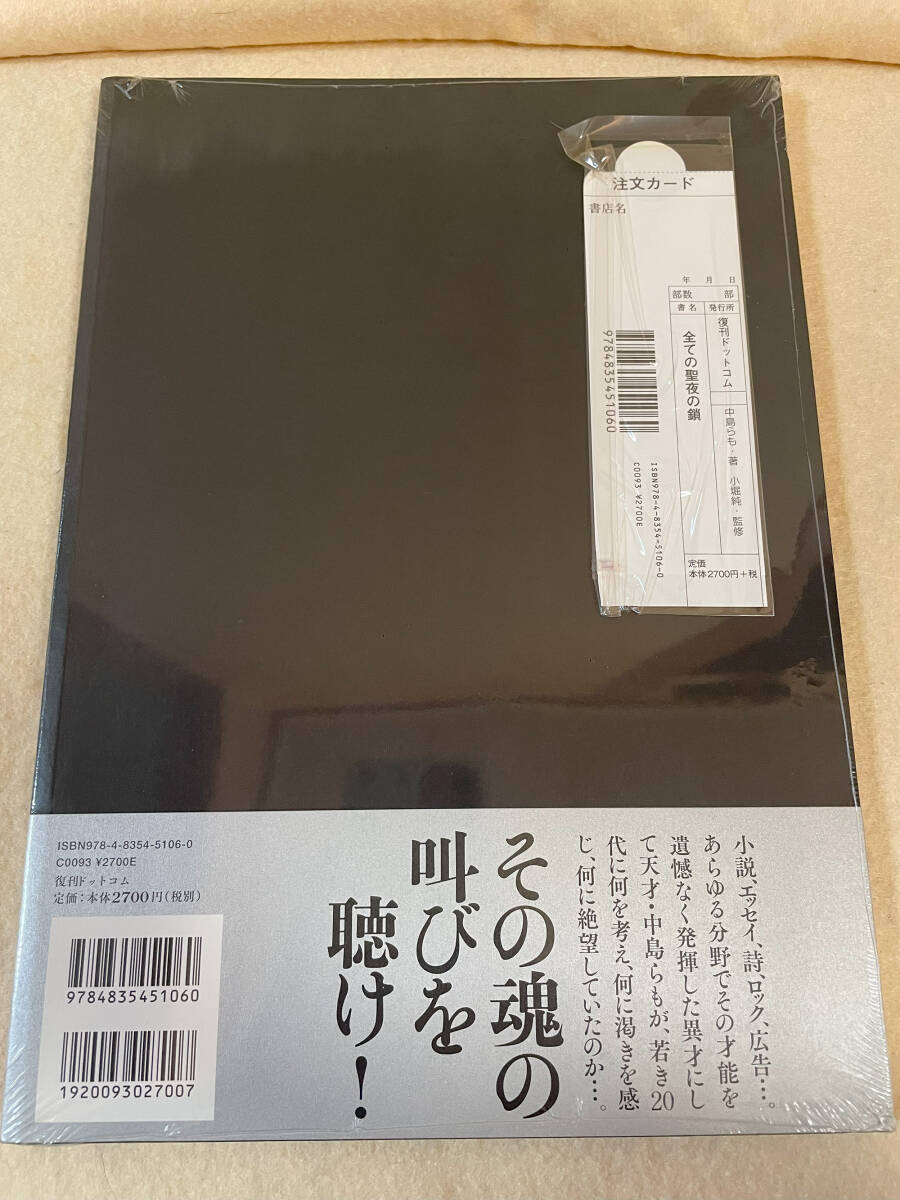 注文カード
書店名
年 月 日
部数 部
書名 発行所
復刊ドットコム
全ての聖夜の鎖
中島らも・著 小堀純・監修
9784835451060
ISBN978-4-8354-5106-0
C0093 ¥2700E
定価
本体2700円+税
小説、エッセイ、詩、ロック、広告…。
あらゆる分野でその才能を
遺憾なく発揮した異才にし
て天才・中島らもが、若き20
代に何を考え、何に渇きを感
じ、何に絶望していたのか…。
その魂の
叫びを
聴け!
ISBN978-4-8354-5106-0
C0093 ¥2700E
復刊ドットコム
定価:本体2700円(税別)
9784835451060
1920093027007